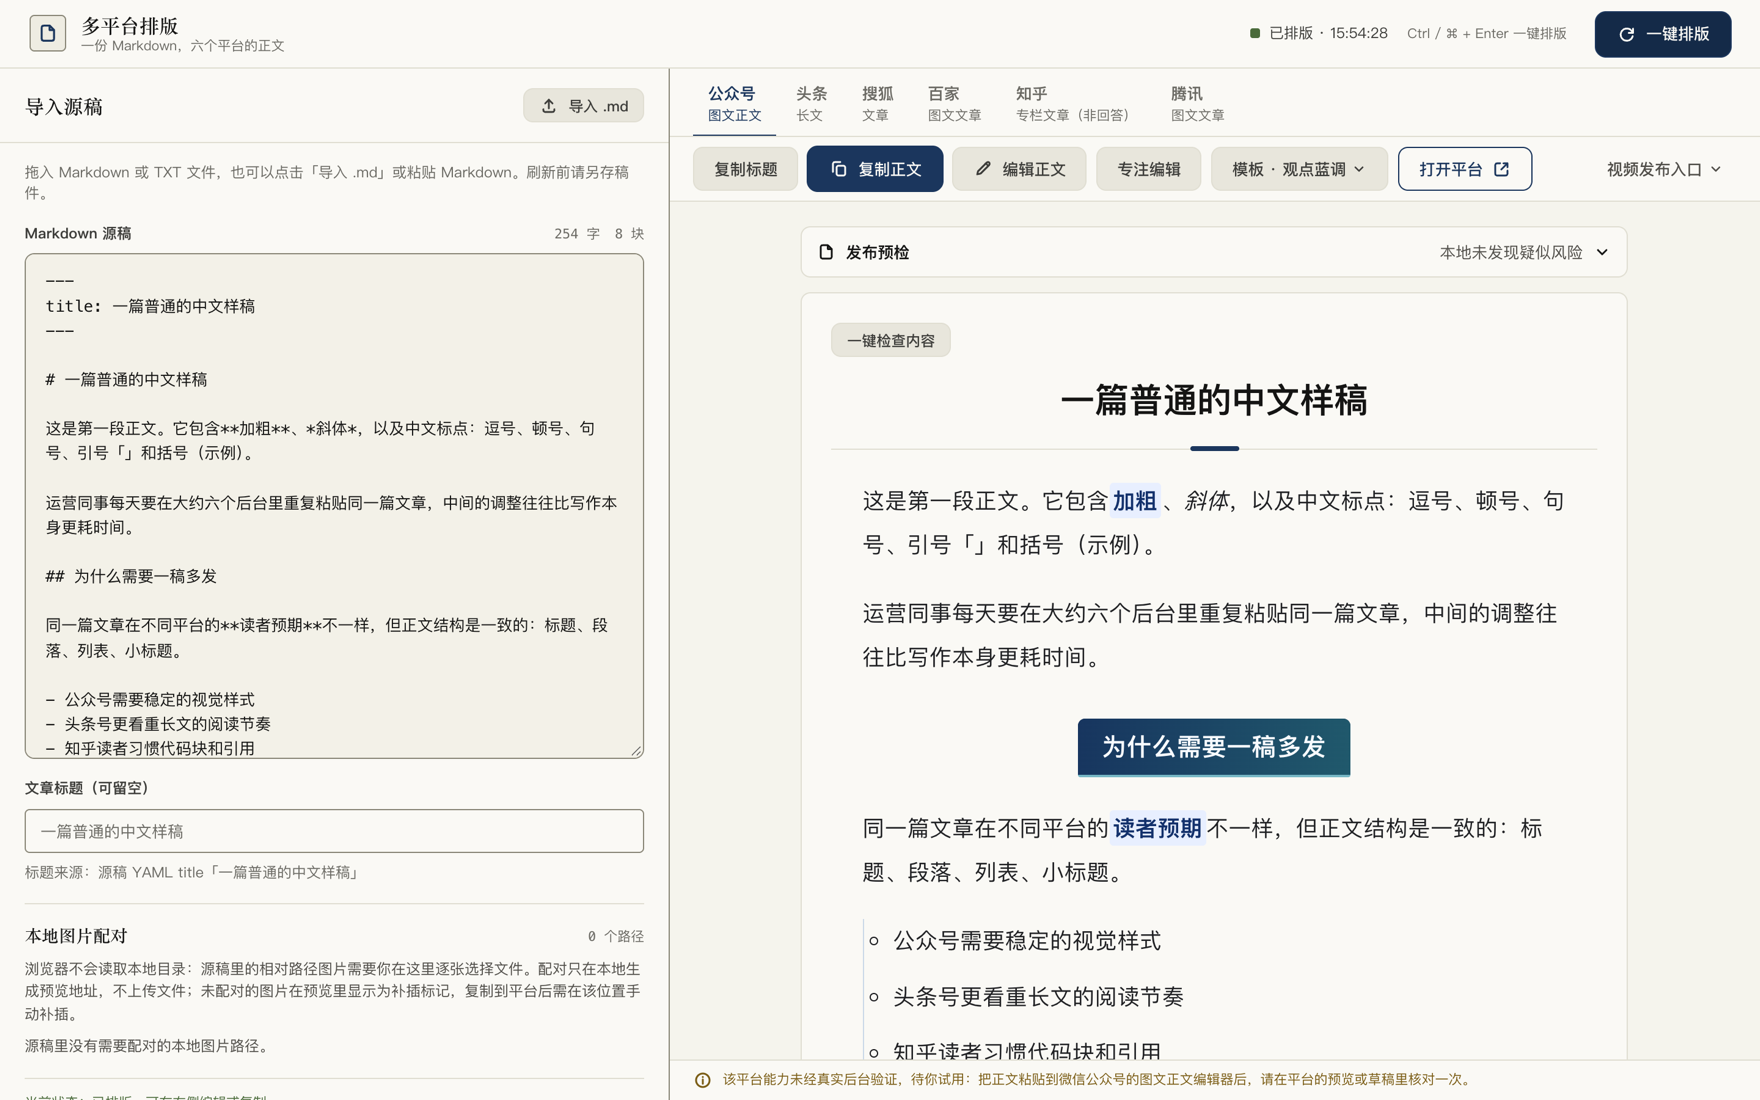 多平台排版
一份 Markdown，六个平台的正文
已排版 · 15:54:28
Ctrl / ⌘ + Enter 一键排版
一键排版
导入源稿
导入 .md
拖入 Markdown 或 TXT 文件，也可以点击「导入 .md」或粘贴 Markdown。刷新前请另存稿
件。
Markdown 源稿
254 字 8 块
---
title: 一篇普通的中文样稿
---
# 一篇普通的中文样稿
这是第一段正文。它包含**加粗**、*斜体*，以及中文标点：逗号、顿号、句
号、引号「」和括号（示例）。
运营同事每天要在大约六个后台里重复粘贴同一篇文章，中间的调整往往比写作本
身更耗时间。
## 为什么需要一稿多发
同一篇文章在不同平台的**读者预期**不一样，但正文结构是一致的：标题、段
落、列表、小标题。
- 公众号需要稳定的视觉样式
- 头条号更看重长文的阅读节奏
- 知乎读者习惯代码块和引用
文章标题（可留空）
一篇普通的中文样稿
标题来源：源稿 YAML title「一篇普通的中文样稿」
本地图片配对
0 个路径
浏览器不会读取本地目录：源稿里的相对路径图片需要你在这里逐张选择文件。配对只在本地生
成预览地址，不上传文件；未配对的图片在预览里显示为补插标记，复制到平台后需在该位置手
动补插。
源稿里没有需要配对的本地图片路径。
公众号
图文正文
头条
长文
搜狐
文章
百家
图文文章
知乎
专栏文章（非回答）
腾讯
图文文章
复制标题
复制正文
编辑正文
专注编辑
模板 · 观点蓝调
打开平台
视频发布入口
发布预检
本地未发现疑似风险
一键检查内容
一篇普通的中文样稿
这是第一段正文。它包含加粗、斜体，以及中文标点：逗号、顿号、句
号、引号「」和括号（示例）。
运营同事每天要在大约六个后台里重复粘贴同一篇文章，中间的调整往
往比写作本身更耗时间。
为什么需要一稿多发
同一篇文章在不同平台的读者预期不一样，但正文结构是一致的：标
题、段落、列表、小标题。
公众号需要稳定的视觉样式
头条号更看重长文的阅读节奏
知乎读者习惯代码块和引用
该平台能力未经真实后台验证，待你试用：把正文粘贴到微信公众号的图文正文编辑器后，请在平台的预览或草稿里核对一次。